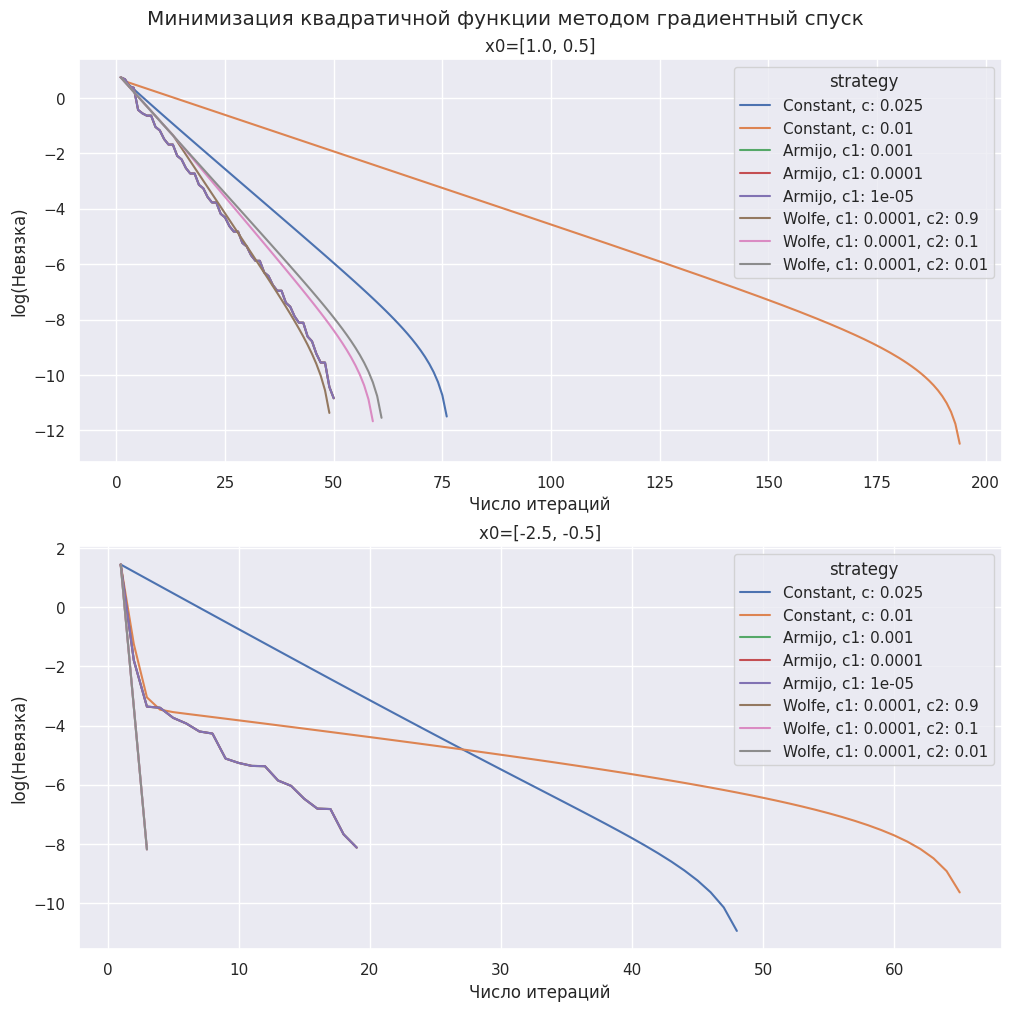 Минимизация квадратичной функции методом градиентный спуск
x0=[1.0, 0.5]
log(Невязка)
0
−2
−4
−6
−8
−10
−12
strategy
Constant, c: 0.025
Constant, c: 0.01
Armijo, c1: 0.001
Armijo, c1: 0.0001
Armijo, c1: 1e-05
Wolfe, c1: 0.0001, c2: 0.9
Wolfe, c1: 0.0001, c2: 0.1
Wolfe, c1: 0.0001, c2: 0.01
0 25 50 75 100 125 150 175 200
Число итераций
x0=[-2.5, -0.5]
log(Невязка)
2
0
−2
−4
−6
−8
−10
strategy
Constant, c: 0.025
Constant, c: 0.01
Armijo, c1: 0.001
Armijo, c1: 0.0001
Armijo, c1: 1e-05
Wolfe, c1: 0.0001, c2: 0.9
Wolfe, c1: 0.0001, c2: 0.1
Wolfe, c1: 0.0001, c2: 0.01
0 10 20 30 40 50 60
Число итераций